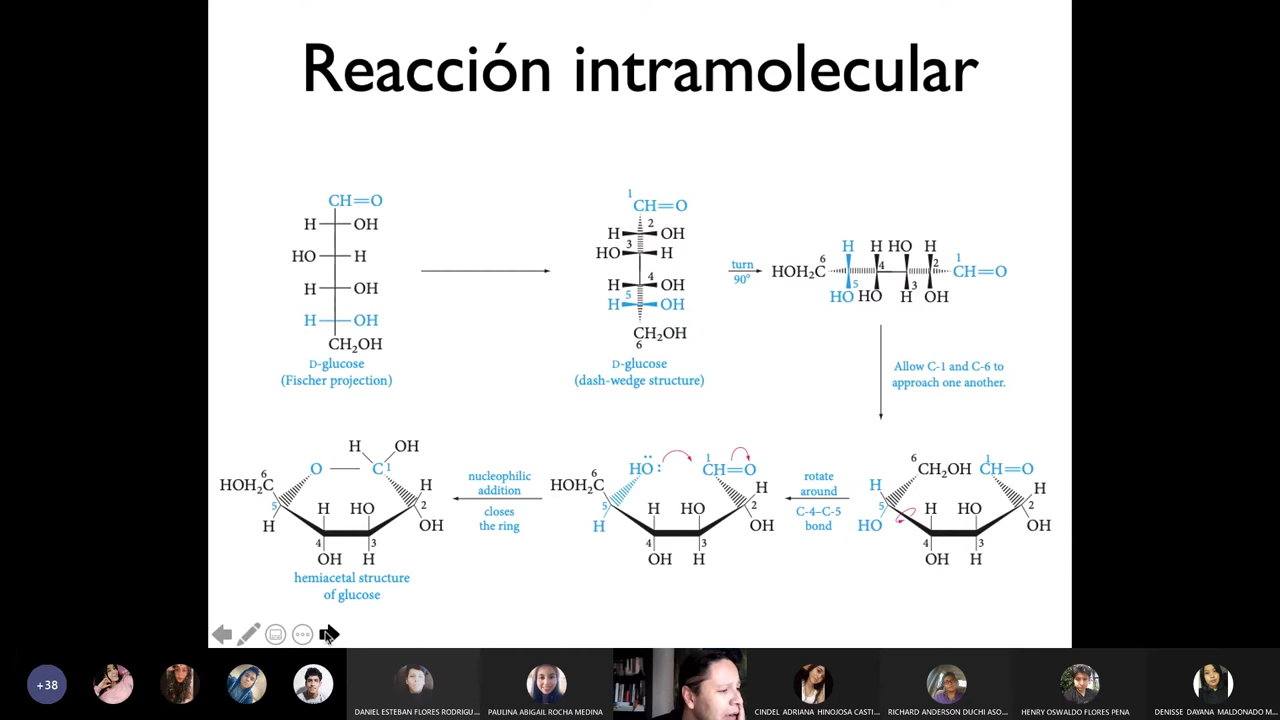 Reacción intramolecular
CH=O
H OH
HO H
H OH
H OH
CH₂OH
D-glucose
(Fischer projection)
1
CH=O
2
H OH
3
HO H
4
H OH
5
H OH
CH₂OH
6
D-glucose
(dash-wedge structure)
turn
90°
H H HO H
6 4 2 1
HOH₂C CH=O
5 3
HO HO H OH
Allow C-1 and C-6 to
approach one another.
6 1
CH₂OH CH=O
H H
5 H HO 2
HO OH
4 3
OH H
rotate
around
C-4–C-5
bond
HO: CH=O
6 1
HOH₂C H
5 H HO 2
H OH
4 3
OH H
nucleophilic
addition
closes
the ring
H OH
O C 1
6
HOH₂C H
5 H HO 2
H OH
4 3
OH H
hemiacetal structure
of glucose
+38
DANIEL ESTEBAN FLORES RODRIGU...
PAULINA ABIGAIL ROCHA MEDINA
CINDEL ADRIANA HINOJOSA CASTI...
RICHARD ANDERSON DUCHI ASO...
HENRY OSWALDO FLORES PENA
DENISSE DAYANA MALDONADO M...